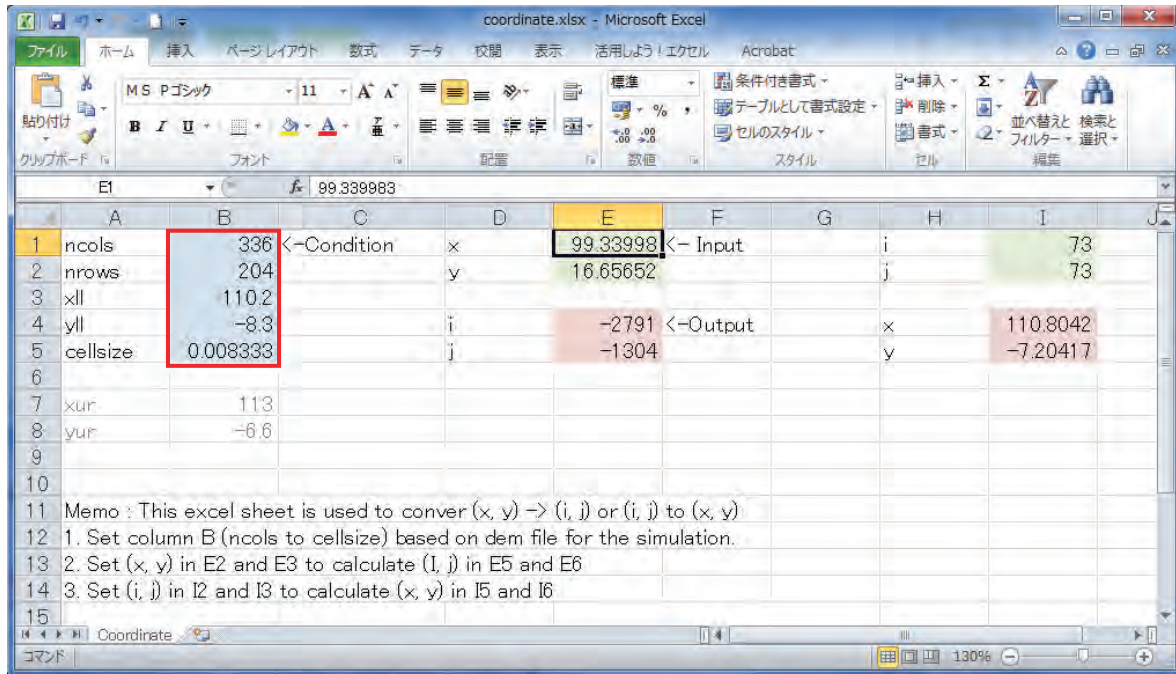 coordinate.xlsx - Microsoft Excel
ファイル ホーム 挿入 ページ レイアウト 数式 データ 校閲 表示 活用しよう！エクセル Acrobat
MS Pゴシック 11 A A 標準 条件付き書式 挿入 Σ
貼り付け B I U A % , テーブルとして書式設定 削除 並べ替えと フィルター 検索と 選択
セルのスタイル 書式
クリップボード フォント 配置 数値 スタイル セル 編集
E1 fx 99.339983
A B C D E F G H I J
1 ncols 336 <-Condition x 99.33998 <- Input i 73
2 nrows 204 y 16.65652 j 73
3 xll 110.2
4 yll -8.3 i -2791 <-Output x 110.8042
5 cellsize 0.008333 j -1304 y -7.20417
6
7 xur 113
8 yur -6.6
9
10
11 Memo : This excel sheet is used to conver (x, y) -> (i, j) or (i, j) to (x, y)
12 1. Set column B (ncols to cellsize) based on dem file for the simulation.
13 2. Set (x, y) in E2 and E3 to calculate (I, j) in E5 and E6
14 3. Set (i, j) in I2 and I3 to calculate (x, y) in I5 and I6
15
Coordinate
コマンド 130%